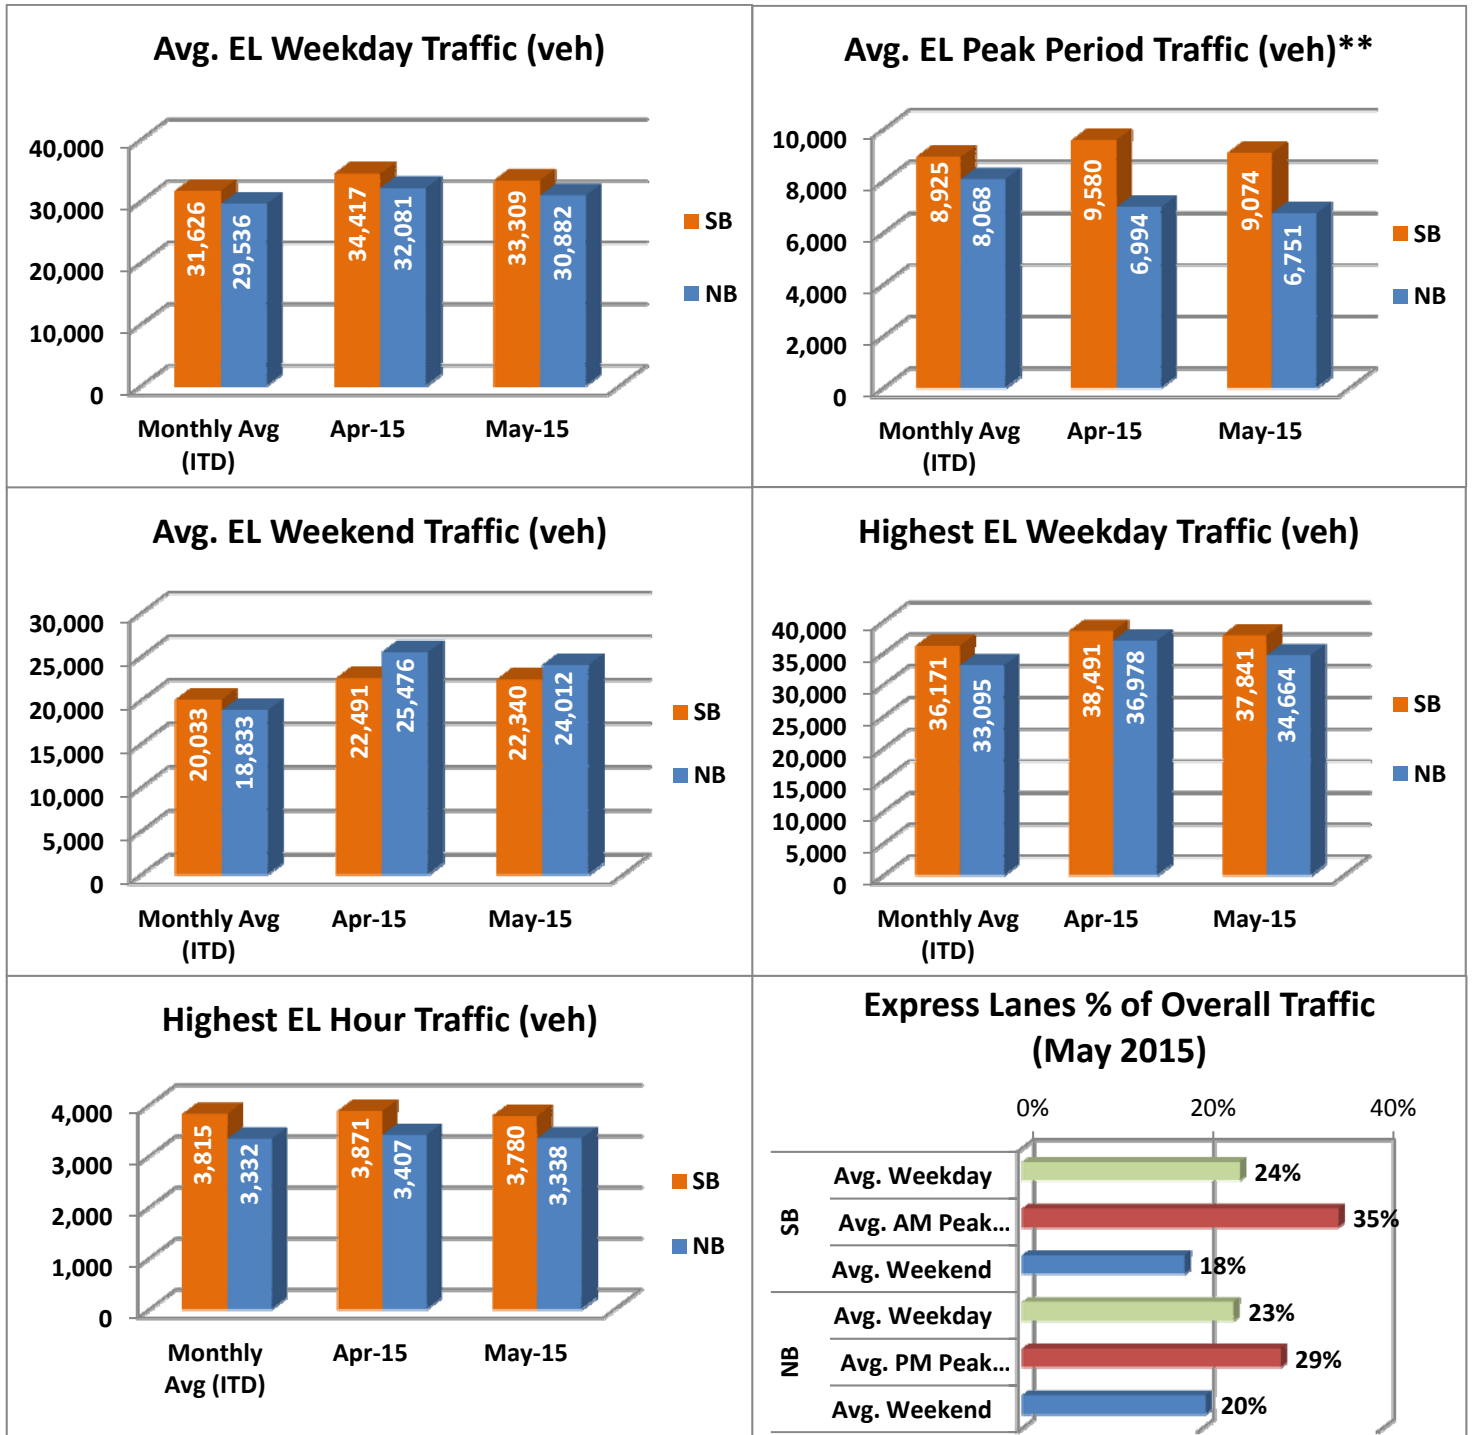 Avg. EL Weekday Traffic (veh)
40,000
30,000
20,000
10,000
0
31,626
29,536
34,417
32,081
33,309
30,882
SB
NB
Monthly Avg
(ITD)
Apr-15
May-15
Avg. EL Peak Period Traffic (veh)**
10,000
8,000
6,000
4,000
2,000
0
8,925
8,068
9,580
6,994
9,074
6,751
SB
NB
Monthly Avg
(ITD)
Apr-15
May-15
Avg. EL Weekend Traffic (veh)
30,000
25,000
20,000
15,000
10,000
5,000
0
20,033
18,833
22,491
25,476
22,340
24,012
SB
NB
Monthly Avg
(ITD)
Apr-15
May-15
Highest EL Weekday Traffic (veh)
40,000
35,000
30,000
25,000
20,000
15,000
10,000
5,000
0
36,171
33,095
38,491
36,978
37,841
34,664
SB
NB
Monthly Avg
(ITD)
Apr-15
May-15
Highest EL Hour Traffic (veh)
4,000
3,000
2,000
1,000
0
3,815
3,332
3,871
3,407
3,780
3,338
SB
NB
Monthly
Avg (ITD)
Apr-15
May-15
Express Lanes % of Overall Traffic
(May 2015)
0% 20% 40%
SB
Avg. Weekday 24%
Avg. AM Peak... 35%
Avg. Weekend 18%
NB
Avg. Weekday 23%
Avg. PM Peak... 29%
Avg. Weekend 20%